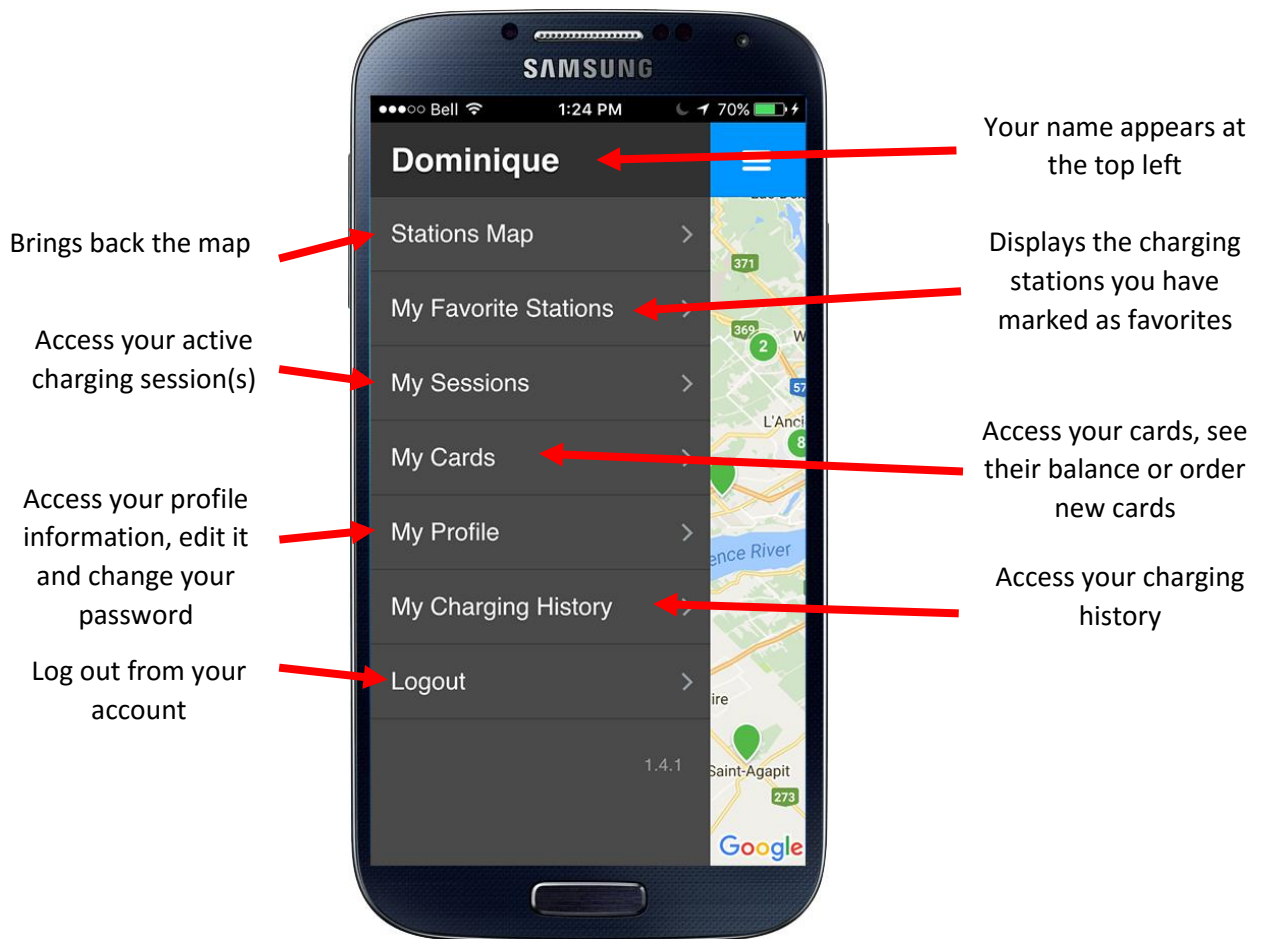 SAMSUNG
Bell 1:24 PM 70%
Dominique
Your name appears at
the top left
Brings back the map
Stations Map
Displays the charging
stations you have
marked as favorites
My Favorite Stations
Access your active
charging session(s)
My Sessions
Access your cards, see
their balance or order
new cards
My Cards
Access your profile
information, edit it
and change your
password
My Profile
Access your charging
history
My Charging History
Log out from your
account
Logout
1.4.1
371
369
2
57
L'Anci
8
ence River
ire
Saint-Agapit
273
Google